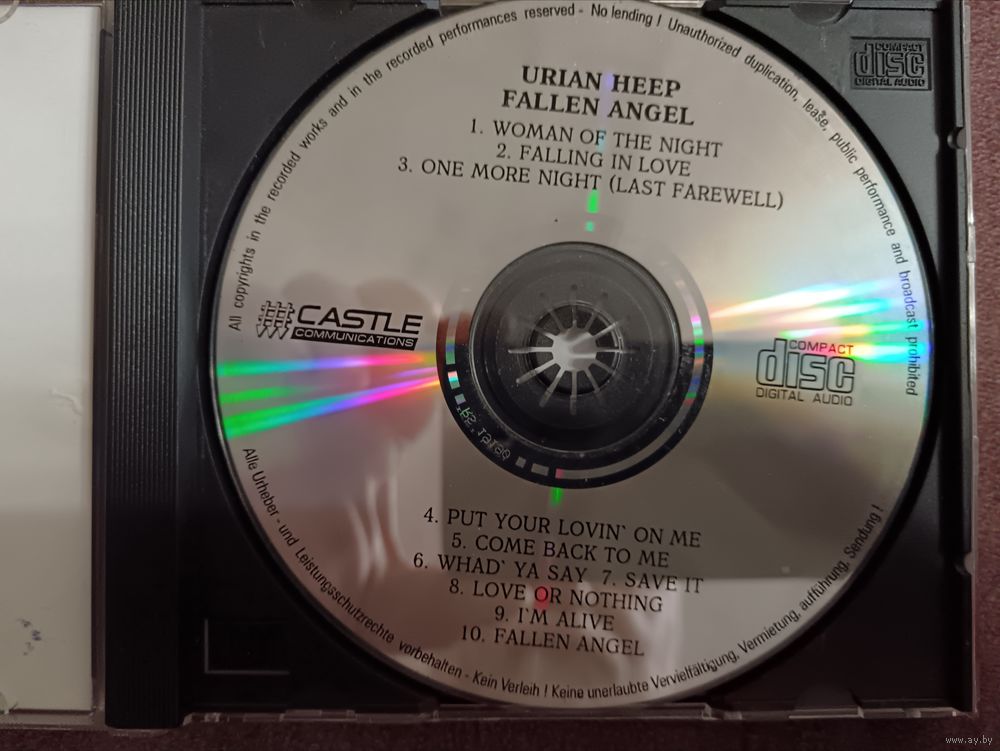 All copyrights in the recorded works and in the recorded performances reserved - No lending ! Unauthorized duplication, lease, public performance and broadcast prohibited
COMPACT
disc
DIGITAL AUDIO
URIAN HEEP
FALLEN ANGEL
1. WOMAN OF THE NIGHT
2. FALLING IN LOVE
3. ONE MORE NIGHT (LAST FAREWELL)
CASTLE
COMMUNICATIONS
COMPACT
disc
DIGITAL AUDIO
4. PUT YOUR LOVIN` ON ME
5. COME BACK TO ME
6. WHAD` YA SAY 7. SAVE IT
8. LOVE OR NOTHING
9. I`M ALIVE
10. FALLEN ANGEL
Alle Urheber - und Leistungsschutzrechte vorbehalten - Kein Verleih ! Keine unerlaubte Vervielfältigung, Vermietung, aufführung, Sendung !
www.ay.by